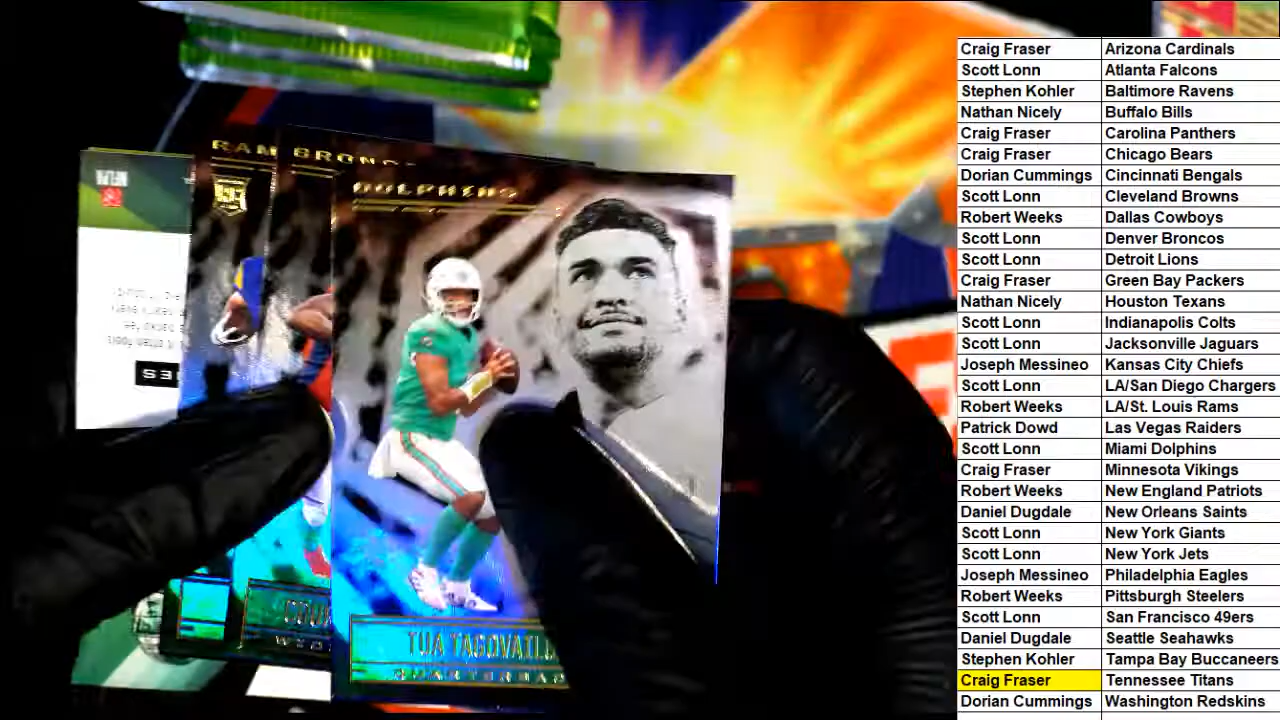 RAM
BRONC
DOLPHINS
TUA TAGOVAIL
QUARTERBAC
COU
Craig Fraser Arizona Cardinals
Scott Lonn Atlanta Falcons
Stephen Kohler Baltimore Ravens
Nathan Nicely Buffalo Bills
Craig Fraser Carolina Panthers
Craig Fraser Chicago Bears
Dorian Cummings Cincinnati Bengals
Scott Lonn Cleveland Browns
Robert Weeks Dallas Cowboys
Scott Lonn Denver Broncos
Scott Lonn Detroit Lions
Craig Fraser Green Bay Packers
Nathan Nicely Houston Texans
Scott Lonn Indianapolis Colts
Scott Lonn Jacksonville Jaguars
Joseph Messineo Kansas City Chiefs
Scott Lonn LA/San Diego Chargers
Robert Weeks LA/St. Louis Rams
Patrick Dowd Las Vegas Raiders
Scott Lonn Miami Dolphins
Craig Fraser Minnesota Vikings
Robert Weeks New England Patriots
Daniel Dugdale New Orleans Saints
Scott Lonn New York Giants
Scott Lonn New York Jets
Joseph Messineo Philadelphia Eagles
Robert Weeks Pittsburgh Steelers
Scott Lonn San Francisco 49ers
Daniel Dugdale Seattle Seahawks
Stephen Kohler Tampa Bay Buccaneers
Craig Fraser Tennessee Titans
Dorian Cummings Washington Redskins